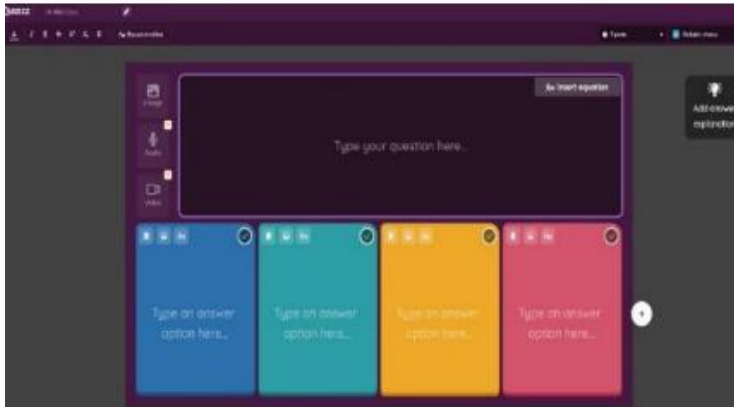 Insert equation
Image
Add answer
explanation
Audio
Type your question here...
Video
Type an answer
option here...
Type an answer
option here...
Type an answer
option here...
Type an answer
option here...